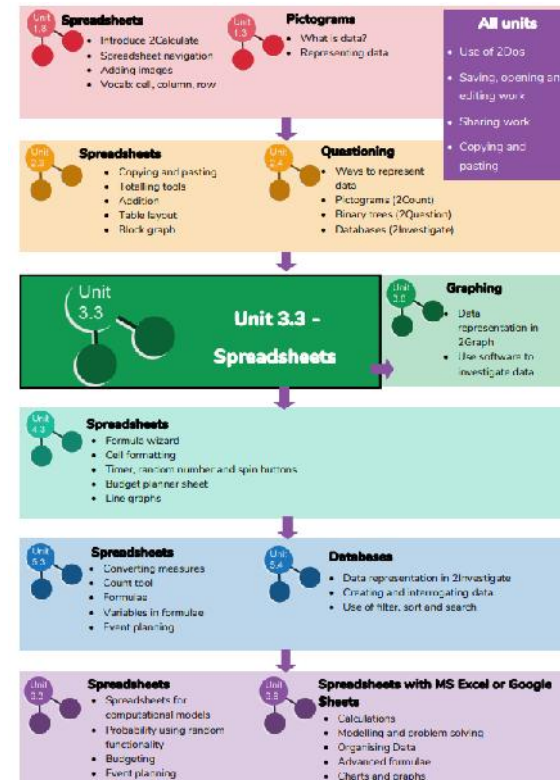 Unit
1.8
Spreadsheets
• Introduce 2Calculate
• Spreadsheet navigation
• Adding images
• Vocab: cell, column, row
Unit
1.3
Pictograms
• What is data?
• Representing data
All units
• Use of 2Dos
• Saving, opening an
editing work
• Sharing work
• Copying and
pasting
Unit
2.3
Spreadsheets
• Copying and pasting
• Totalling tools
• Addition
• Table layout
• Block graph
Unit
2.4
Questioning
• Ways to represent
data
• Pictograms (2Count)
• Binary trees (2Question)
• Databases (2Investigate)
Unit
3.3
Unit 3.3 -
Spreadsheets
Unit
Graphing
• Data
representation in
2Graph
• Use software to
investigate data
Unit
4.3
Spreadsheets
• Formula wizard
• Cell formatting
• Timer, random number and spin buttons
• Budget planner sheet
• Line graphs
Unit
5.3
Spreadsheets
• Converting measures
• Count tool
• Formulae
• Variables in formulae
• Event planning
Unit
5.4
Databases
• Data representation in 2Investigate
• Creating and interrogating data
• Use of filter, sort and search
Unit
Spreadsheets
• Spreadsheets for
computational models
• Probability using random
functionality
• Budgeting
• Event planning
Unit
Spreadsheets with MS Excel or Google
Sheets
• Calculations
• Modelling and problem solving
• Organising Data
• Advanced formulae
• Charts and graphs